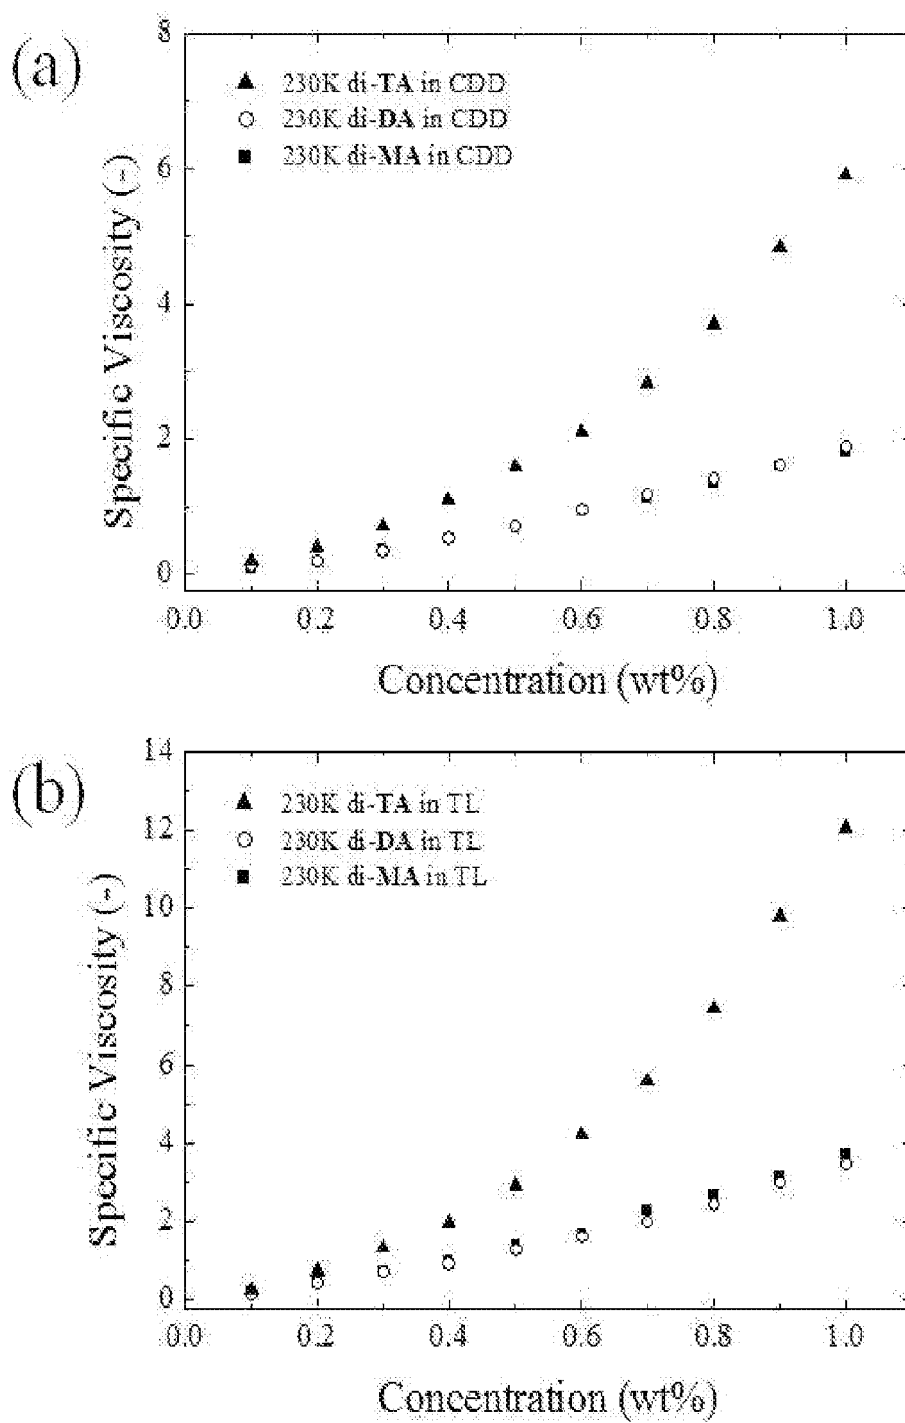 (a)
8
6
4
2
0
Specific Viscosity (-)
230K di-TA in CDD
230K di-DA in CDD
230K di-MA in CDD
0.0 0.2 0.4 0.6 0.8 1.0
Concentration (wt%)
(b)
14
12
10
8
6
4
2
0
Specific Viscosity (-)
230K di-TA in TL
230K di-DA in TL
230K di-MA in TL
0.0 0.2 0.4 0.6 0.8 1.0
Concentration (wt%)